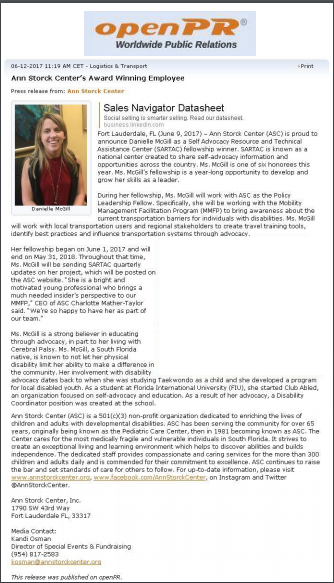 openPR®
Worldwide Public Relations
06-12-2017 11:19 AM CET - Logistics & Transport
Print
Ann Storck Center's Award Winning Employee
Press release from: Ann Storck Center
Danielle McGill
Sales Navigator Datasheet
Social selling is smarter selling. Read our datasheet.
business.linkedin.com
Fort Lauderdale, FL (June 9, 2017) – Ann Storck Center (ASC) is proud to
announce Danielle McGill as a Self Advocacy Resource and Technical
Assistance Center (SARTAC) fellowship winner. SARTAC is known as a
national center created to share self-advocacy information and
opportunities across the country. Ms. McGill is one of six honorees this
year. Ms. McGill's fellowship is a year-long opportunity to develop and
grow her skills as a leader.
During her fellowship, Ms. McGill will work with ASC as the Policy
Leadership Fellow. Specifically, she will be working with the Mobility
Management Facilitation Program (MMFP) to bring awareness about the
current transportation barriers for individuals with disabilities. Ms. McGill
will work with local transportation users and regional stakeholders to create travel training tools,
identify best practices and influence transportation systems through advocacy.
Her fellowship began on June 1, 2017 and will
end on May 31, 2018. Throughout that time,
Ms. McGill will be sending SARTAC quarterly
updates on her project, which will be posted on
the ASC website. "She is a bright and
motivated young professional who brings a
much needed insider's perspective to our
MMFP," CEO of ASC Charlotte Mather-Taylor
said. "We're so happy to have her as part of
our team."
Ms. McGill is a strong believer in educating
through advocacy, in part to her living with
Cerebral Palsy. Ms. McGill, a South Florida
native, is known to not let her physical
disability limit her ability to make a difference in
the community. Her involvement with disability
advocacy dates back to when she was studying Taekwondo as a child and she developed a program
for local disabled youth. As a student at Florida International University (FIU), she started Club Abled,
an organization focused on self-advocacy and education. As a result of her advocacy, a Disability
Coordinator position was created at the school.
Ann Storck Center (ASC) is a 501(c)(3) non-profit organization dedicated to enriching the lives of
children and adults with developmental disabilities. ASC has been serving the community for over 65
years, originally being known as the Pediatric Care Center, then in 1981 becoming known as ASC. The
Center cares for the most medically fragile and vulnerable individuals in South Florida. It strives to
create an exceptional living and learning environment which helps to discover abilities and builds
independence. The dedicated staff provides compassionate and caring services for the more than 300
children and adults daily and is commended for their commitment to excellence. ASC continues to raise
the bar and set standards of care for others to follow. For up-to-date information, please visit
www.annstorckcenter.org, www.facebook.com/AnnStorckCenter, on Instagram and Twitter
@AnnStorckCenter.
Ann Storck Center, Inc.
1790 SW 43rd Way
Fort Lauderdale FL, 33317
Media Contact:
Kandi Osman
Director of Special Events & Fundraising
(954) 817-2583
kosman@annstorckcenter.org
This release was published on openPR.